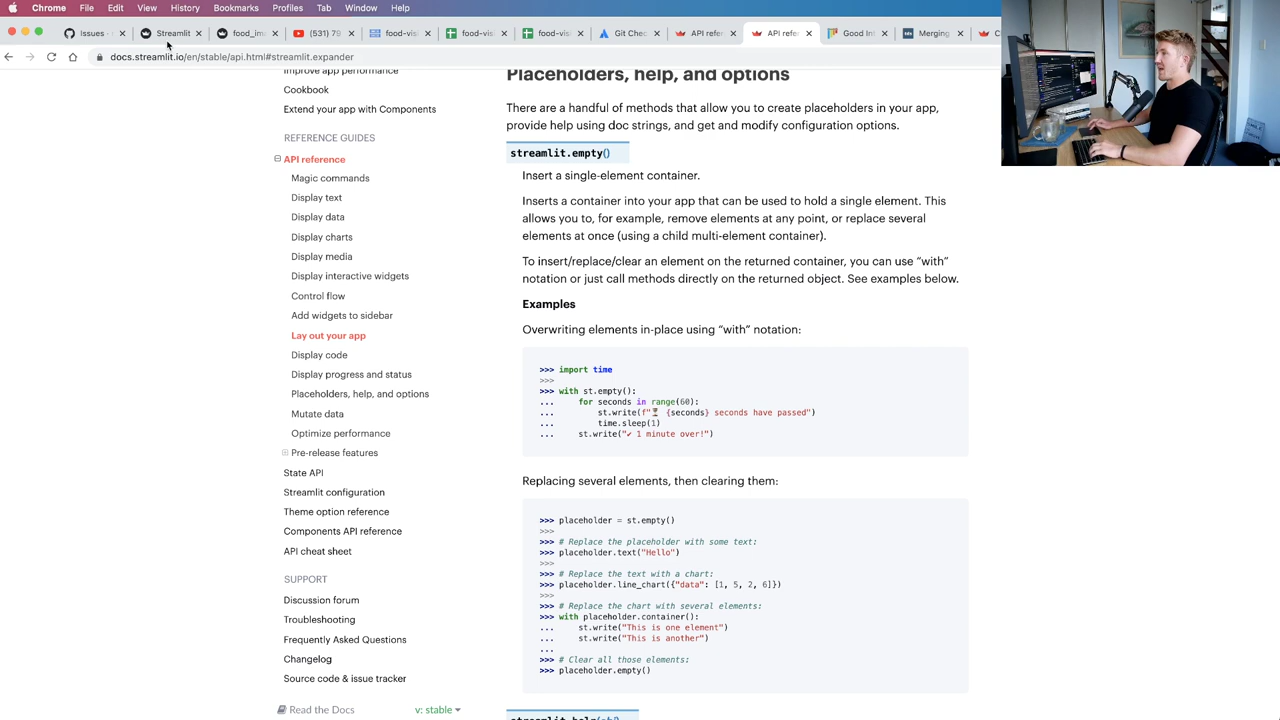 Chrome File Edit View History Bookmarks Profiles Tab Window Help
Issues · Streamlit food_im (531) 79 food-vis food-vis food-vis Git Chec API refer API refer Good Int Merging
docs.streamlit.io/en/stable/api.html#streamlit.expander
Improve app performance
Cookbook
Extend your app with Components
REFERENCE GUIDES
API reference
Magic commands
Display text
Display data
Display charts
Display media
Display interactive widgets
Control flow
Add widgets to sidebar
Lay out your app
Display code
Display progress and status
Placeholders, help, and options
Mutate data
Optimize performance
Pre-release features
State API
Streamlit configuration
Theme option reference
Components API reference
API cheat sheet
SUPPORT
Discussion forum
Troubleshooting
Frequently Asked Questions
Changelog
Source code & issue tracker
Read the Docs v: stable
Placeholders, help, and options
There are a handful of methods that allow you to create placeholders in your app,
provide help using doc strings, and get and modify configuration options.
streamlit.empty()
Insert a single-element container.
Inserts a container into your app that can be used to hold a single element. This
allows you to, for example, remove elements at any point, or replace several
elements at once (using a child multi-element container).
To insert/replace/clear an element on the returned container, you can use “with”
notation or just call methods directly on the returned object. See examples below.
Examples
Overwriting elements in-place using “with” notation:
>>> import time
>>>
>>> with st.empty():
... for seconds in range(60):
... st.write(f"⏳ {seconds} seconds have passed")
... time.sleep(1)
... st.write("✔ 1 minute over!")
Replacing several elements, then clearing them:
>>> placeholder = st.empty()
>>>
>>> # Replace the placeholder with some text:
>>> placeholder.text("Hello")
>>>
>>> # Replace the text with a chart:
>>> placeholder.line_chart({"data": [1, 5, 2, 6]})
>>>
>>> # Replace the chart with several elements:
>>> with placeholder.container():
... st.write("This is one element")
... st.write("This is another")
...
>>> # Clear all those elements:
>>> placeholder.empty()
streamlit.help(obj)